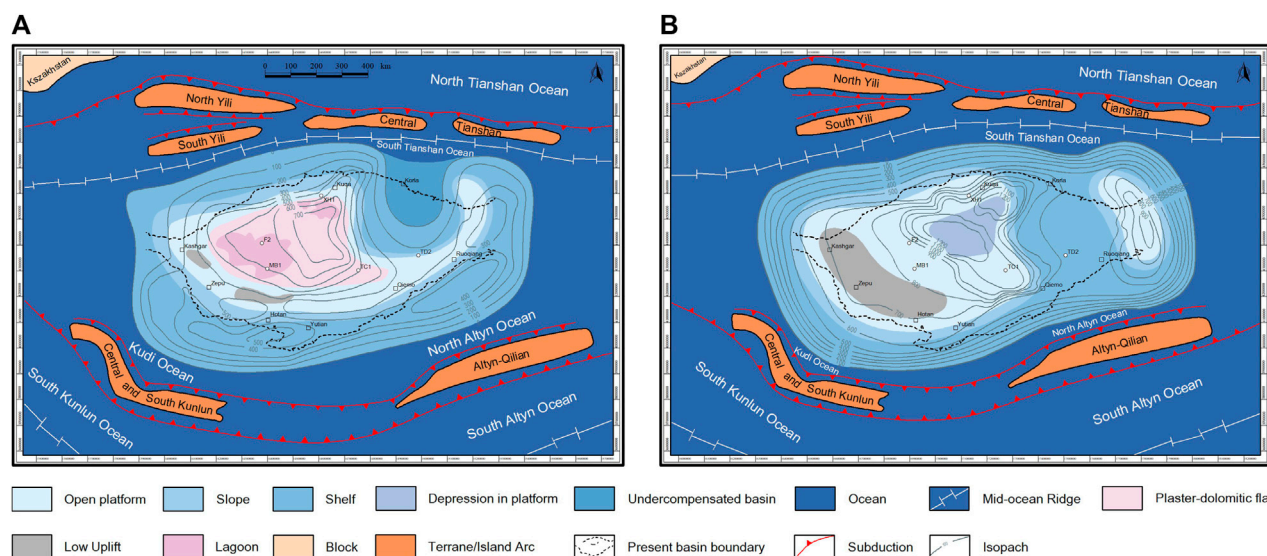 A
B
Kszakhstan
0 100 200 300 400
km
North Tianshan Ocean
North Yili
South Yili
Central
Tianshan
South Tianshan Ocean
100
Kuqa
Korla
XH1
700
F2
Kashgar
MB1
TC1
TD2
Ruoqiang
Zepu
Qiemo
Hotan
Yutian
Kudi Ocean
North Altyn Ocean
Altyn-Qilian
Central and South Kunlun
South Kunlun Ocean
South Altyn Ocean
Kszakhstan
North Tianshan Ocean
North Yili
South Yili
Central
Tianshan
South Tianshan Ocean
Kuqa
Korla
XH1
F2
Kashgar
MB1
TC1
TD2
Ruoqiang
Zepu
Qiemo
Hotan
Yutian
Kudi Ocean
North Altyn Ocean
Altyn-Qilian
Central and South Kunlun
South Kunlun Ocean
South Altyn Ocean
Open platform Slope Shelf Depression in platform Undercompensated basin Ocean Mid-ocean Ridge Plaster-dolomitic fla
Low Uplift Lagoon Block Terrane/Island Arc Present basin boundary Subduction Isopach